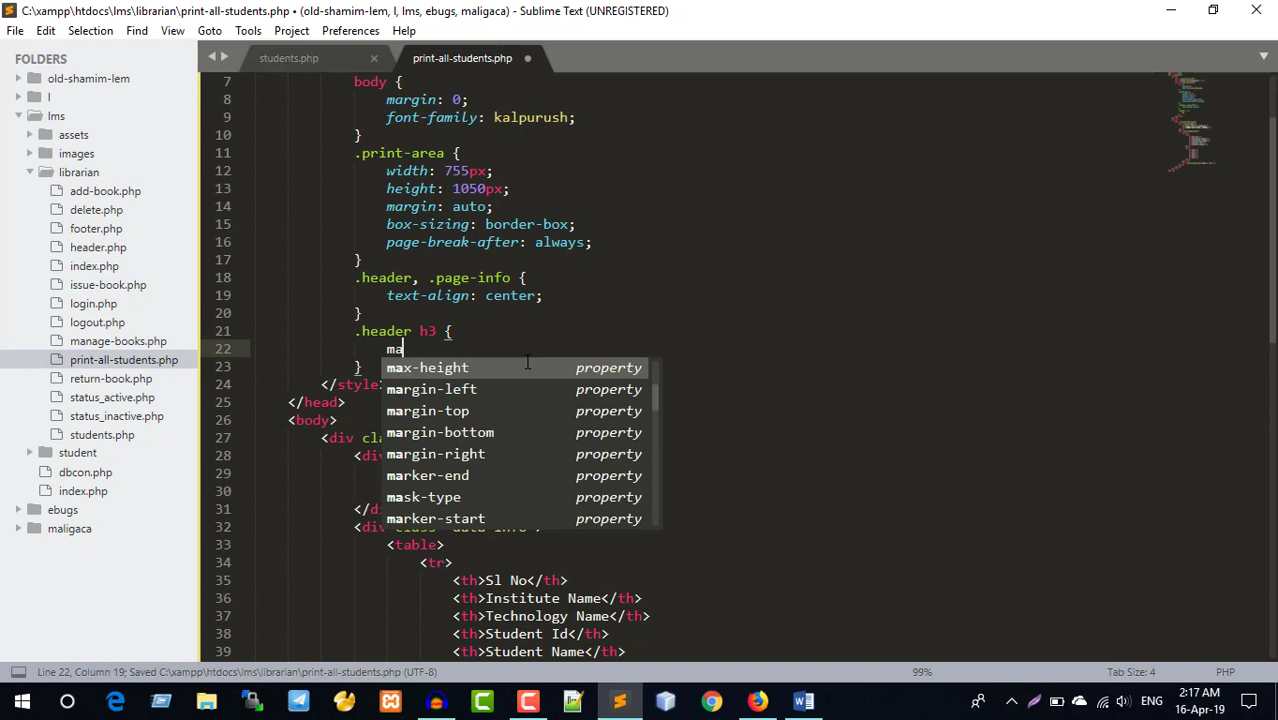 C:\xampp\htdocs\lms\librarian\print-all-students.php • (old-shamim-lem, l, lms, ebugs, maligaca) - Sublime Text (UNREGISTERED)
File Edit Selection Find View Goto Tools Project Preferences Help
FOLDERS
old-shamim-lem
l
lms
assets
images
librarian
add-book.php
delete.php
footer.php
header.php
index.php
issue-book.php
login.php
logout.php
manage-books.php
print-all-students.php
return-book.php
status_active.php
status_inactive.php
students.php
student
dbcon.php
index.php
ebugs
maligaca
students.php
print-all-students.php
7 body {
8 margin: 0;
9 font-family: kalpurush;
10 }
11 .print-area {
12 width: 755px;
13 height: 1050px;
14 margin: auto;
15 box-sizing: border-box;
16 page-break-after: always;
17 }
18 .header, .page-info {
19 text-align: center;
20 }
21 .header h3 {
22 ma
23 }
24 </style
25 </head>
26 <body>
27 <div cla
28 <div
29
30
31 </di
32 <div
33 <table>
34 <tr>
35 <th>Sl No</th>
36 <th>Institute Name</th>
37 <th>Technology Name</th>
38 <th>Student Id</th>
39 <th>Student Name</th>
max-height property
margin-left property
margin-top property
margin-bottom property
margin-right property
marker-end property
mask-type property
marker-start property
Line 22, Column 19; Saved C:\xampp\htdocs\lms\librarian\print-all-students.php (UTF-8)
99%
Tab Size: 4
PHP
ENG
2:17 AM
16-Apr-19